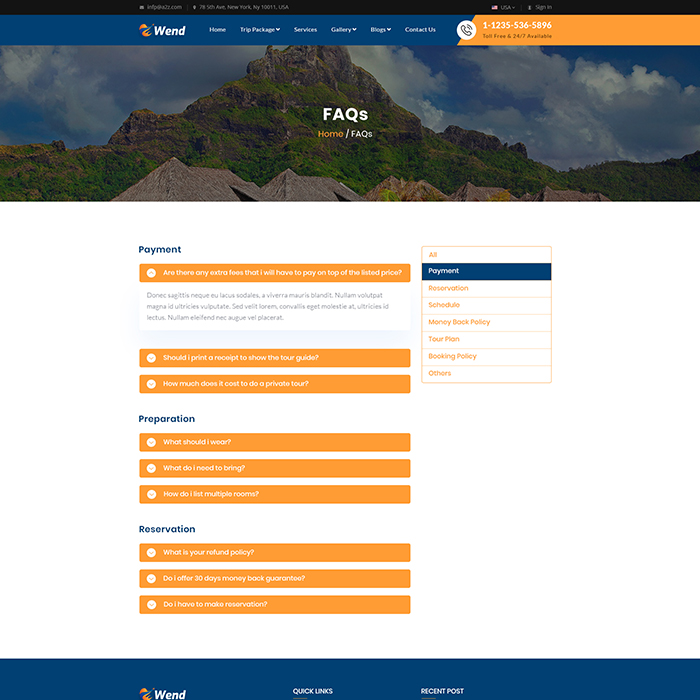 infp@a2z.com 78 5th Ave, New York, Ny 10011, USA USA Sign In
Wend Home Trip Package Services Gallery Blogs Contact Us 1-1235-536-5896
Toll Free & 24/7 Available
FAQs
Home / FAQs
Payment
Are there any extra fees that i will have to pay on top of the listed price?
Donec sagittis neque eu lacus sodales, a viverra mauris blandit. Nullam volutpat
magna id ultricies vulputate. Sed velit lorem, convallis eget molestie at, ultricies id
lectus. Nullam eleifend nec augue vel placerat.
Should i print a receipt to show the tour guide?
How much does it cost to do a private tour?
Preparation
What should i wear?
What do i need to bring?
How do i list multiple rooms?
Reservation
What is your refund policy?
Do i offer 30 days money back guarantee?
Do i have to make reservation?
All
Payment
Reservation
Schedule
Money Back Policy
Tour Plan
Booking Policy
Others
Wend QUICK LINKS RECENT POST